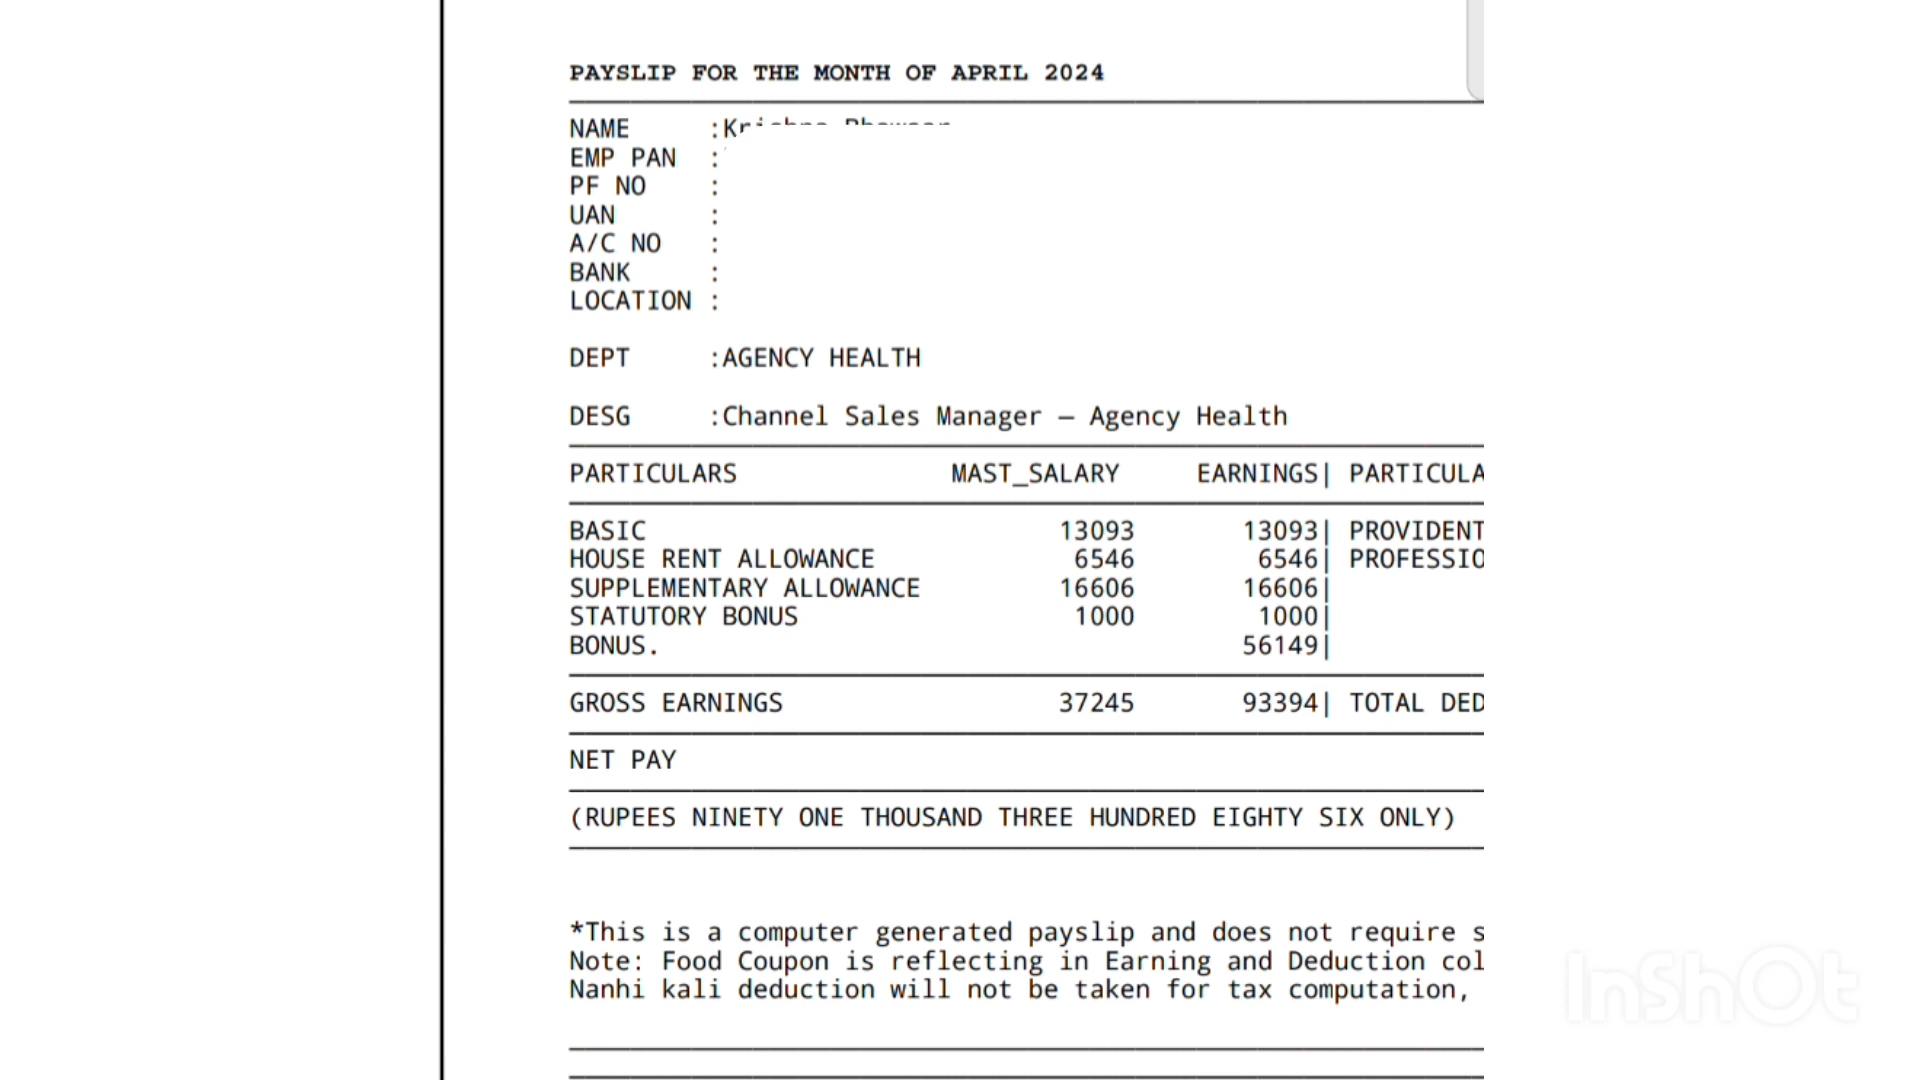 PAYSLIP FOR THE MONTH OF APRIL 2024
NAME :
EMP PAN :
PF NO :
UAN :
A/C NO :
BANK :
LOCATION :
DEPT :AGENCY HEALTH
DESG :Channel Sales Manager – Agency Health
PARTICULARS MAST_SALARY EARNINGS| PARTICULA
BASIC 13093 13093| PROVIDENT
HOUSE RENT ALLOWANCE 6546 6546| PROFESSIO
SUPPLEMENTARY ALLOWANCE 16606 16606|
STATUTORY BONUS 1000 1000|
BONUS. 56149|
GROSS EARNINGS 37245 93394| TOTAL DED
NET PAY
(RUPEES NINETY ONE THOUSAND THREE HUNDRED EIGHTY SIX ONLY)
*This is a computer generated payslip and does not require s
Note: Food Coupon is reflecting in Earning and Deduction col
Nanhi kali deduction will not be taken for tax computation,
InShOt